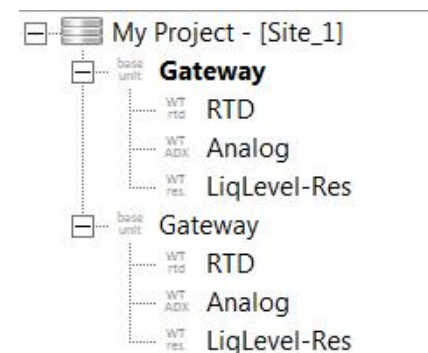 My Project - [Site_1]
base unit Gateway
WT rtd RTD
WT ADX Analog
WT res. LiqLevel-Res
base unit Gateway
WT rtd RTD
WT ADX Analog
WT res. LiqLevel-Res